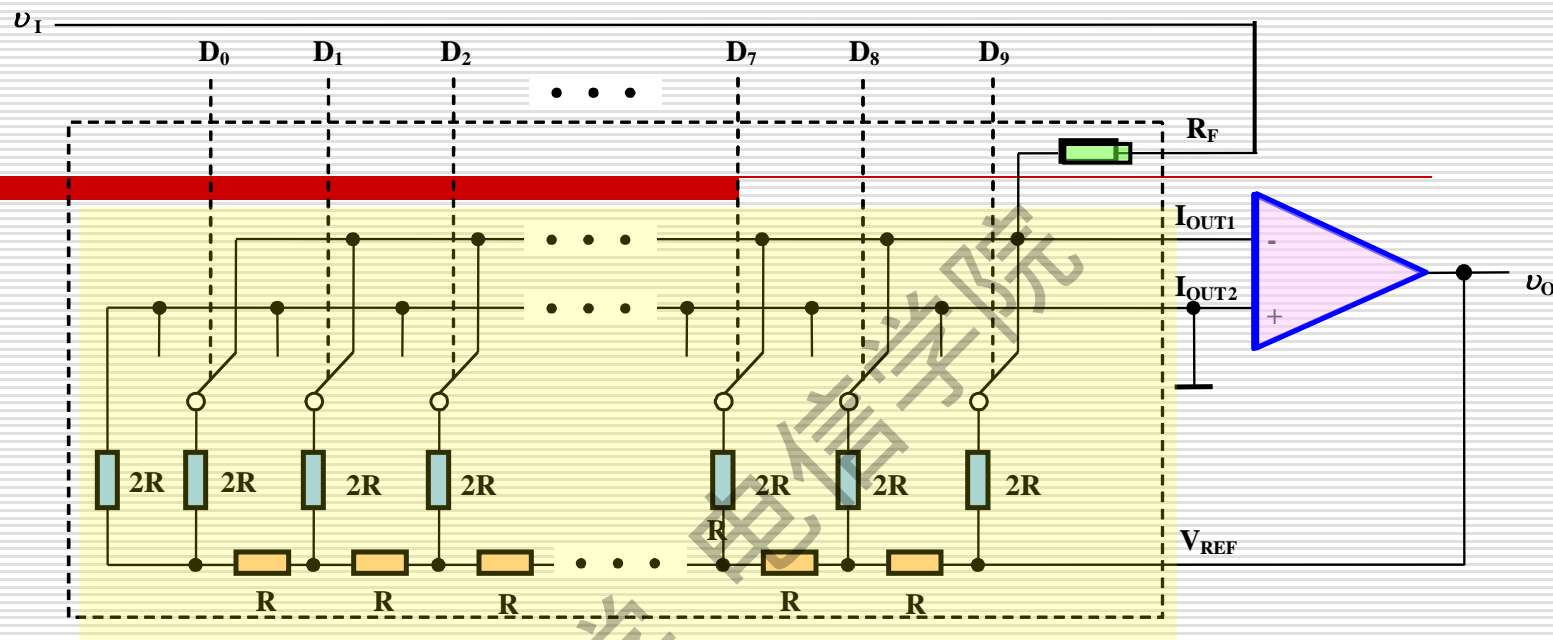 υI
D0 D1 D2 D7 D8 D9
• • •
RF
IOUT1
• • •
-
IOUT2
υO
• • •
+
2R 2R 2R 2R 2R 2R 2R
R
VREF
• • •
R R R R R
电信学院
学